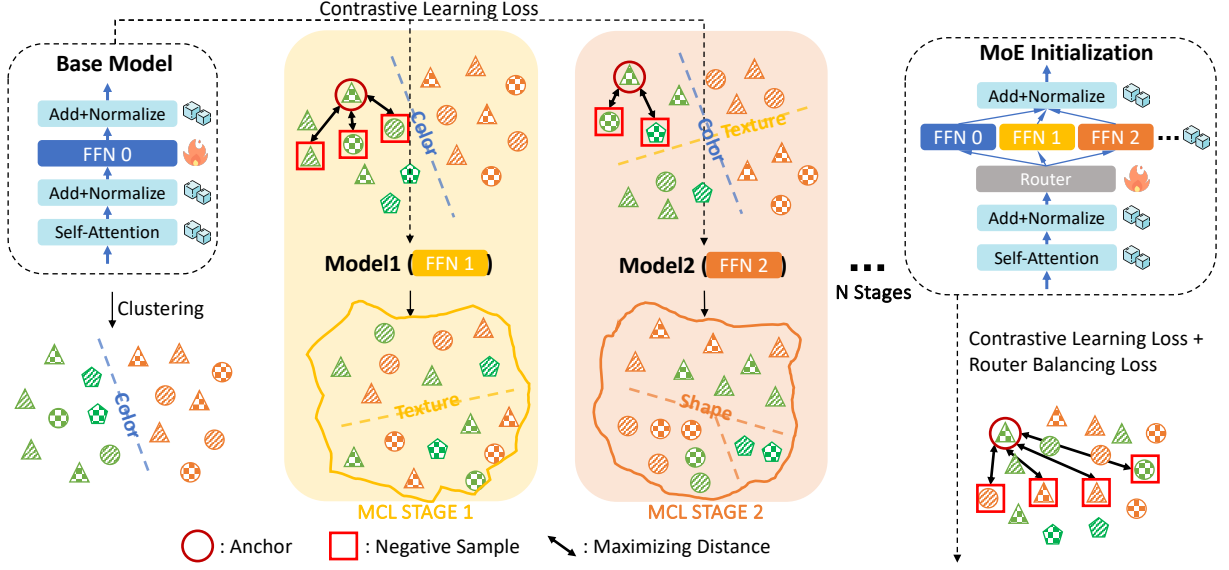 Contrastive Learning Loss
Base Model
Add+Normalize
FFN 0
Add+Normalize
Self-Attention
Clustering
Color
Color
Model1 ( FFN 1 )
Texture
MCL STAGE 1
Color
Texture
Model2 ( FFN 2 )
Shape
MCL STAGE 2
...
N Stages
MoE Initialization
Add+Normalize
FFN 0 FFN 1 FFN 2 ...
Router
Add+Normalize
Self-Attention
Contrastive Learning Loss +
Router Balancing Loss
: Anchor : Negative Sample : Maximizing Distance